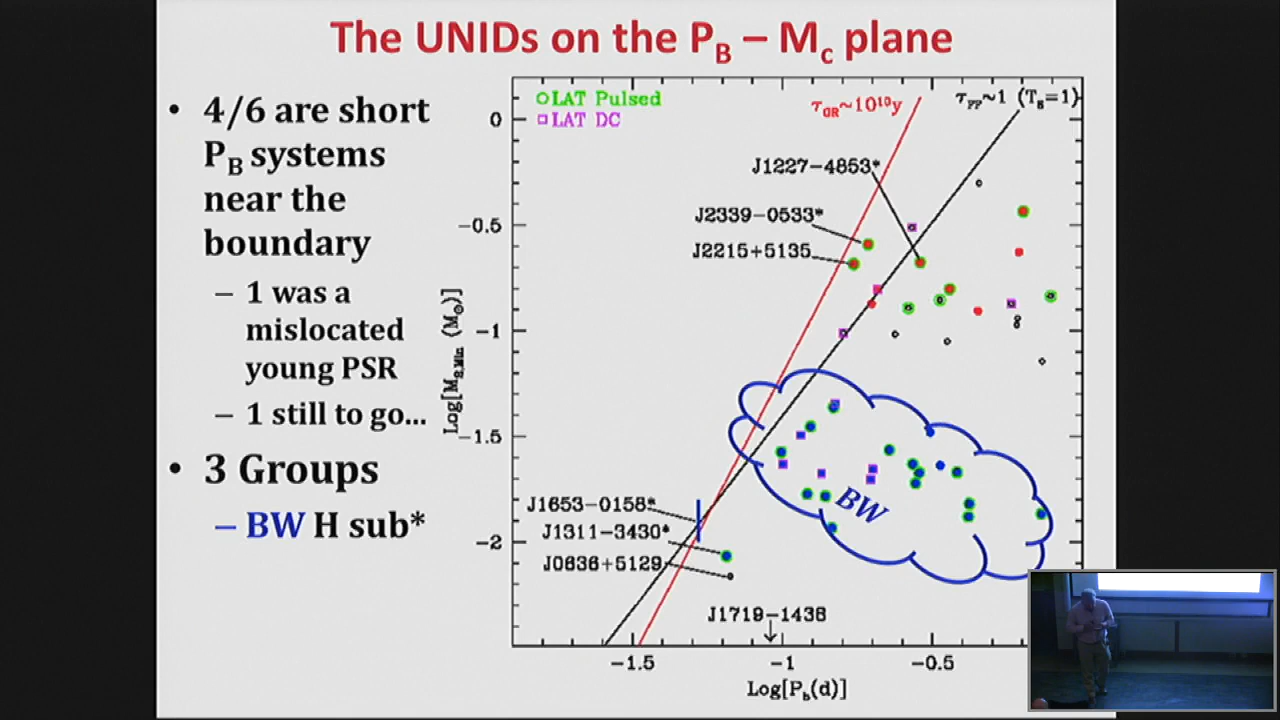 The UNIDs on the P_B – M_c plane
• 4/6 are short
P_B systems
near the
boundary
– 1 was a
mislocated
young PSR
– 1 still to go...
• 3 Groups
– BW H sub*
LAT Pulsed
LAT DC
τ_GR~10^10y
τ_PP~1 (T_8=1)
J1227-4853*
J2339-0533*
J2215+5135
J1653-0158*
J1311-3430*
J0636+5129
J1719-1438
BW
0
-0.5
-1
-1.5
-2
Log[M_2,Min (M_⊙)]
-1.5
-1
-0.5
Log[P_b(d)]